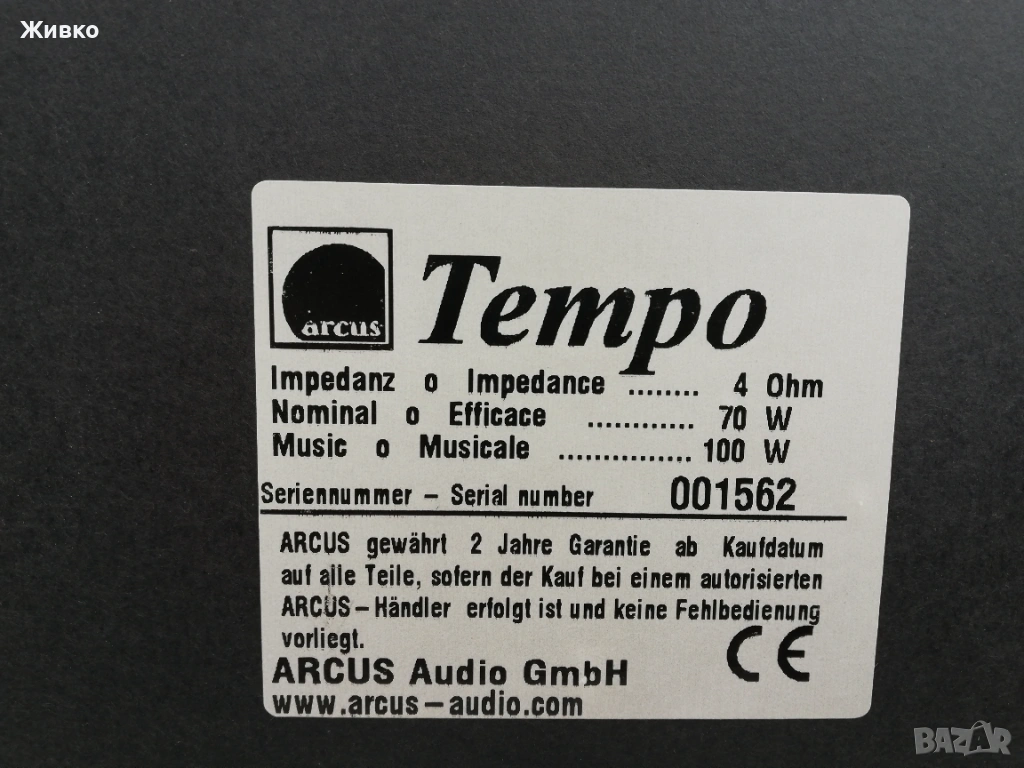 Живко
arcus
Tempo
Impedanz o Impedance ........ 4 Ohm
Nominal o Efficace ............ 70 W
Music o Musicale ............... 100 W
Seriennummer – Serial number 001562
ARCUS gewährt 2 Jahre Garantie ab Kaufdatum
auf alle Teile, sofern der Kauf bei einem autorisierten
ARCUS–Händler erfolgt ist und keine Fehlbedienung
vorliegt.
CE
ARCUS Audio GmbH
www.arcus–audio.com
BAZAR